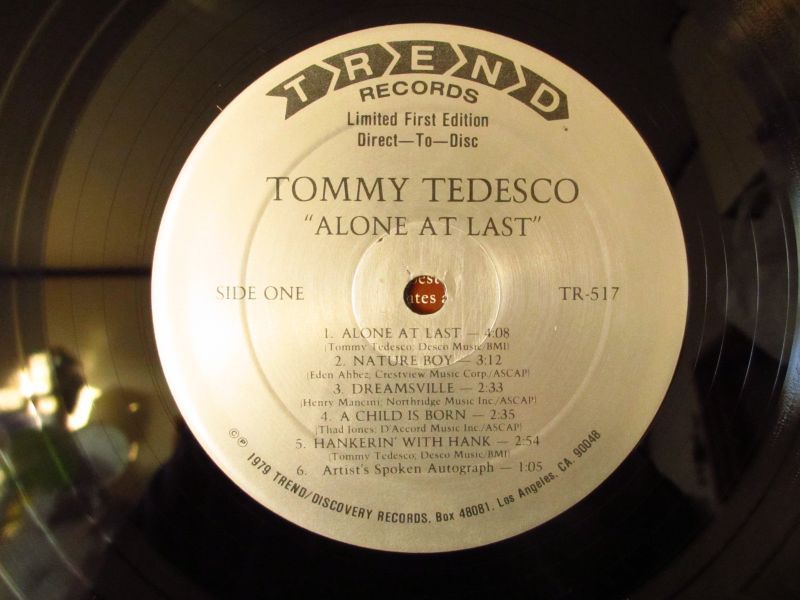 TREND
RECORDS
Limited First Edition
Direct—To—Disc
TOMMY TEDESCO
"ALONE AT LAST"
SIDE ONE
TR-517
1. ALONE AT LAST — 4:08
(Tommy Tedesco; Desco Music/BMI)
2. NATURE BOY — 3:12
(Eden Ahbez; Crestview Music Corp./ASCAP)
3. DREAMSVILLE — 2:33
(Henry Mancini; Northridge Music Inc/ASCAP)
4. A CHILD IS BORN — 2:35
(Thad Jones; D'Accord Music Inc/ASCAP)
5. HANKERIN' WITH HANK — 2:54
(Tommy Tedesco; Desco Music/BMI)
6. Artist's Spoken Autograph — 1:05
©℗ 1979 TREND/DISCOVERY RECORDS, Box 48081, Los Angeles, CA. 90048